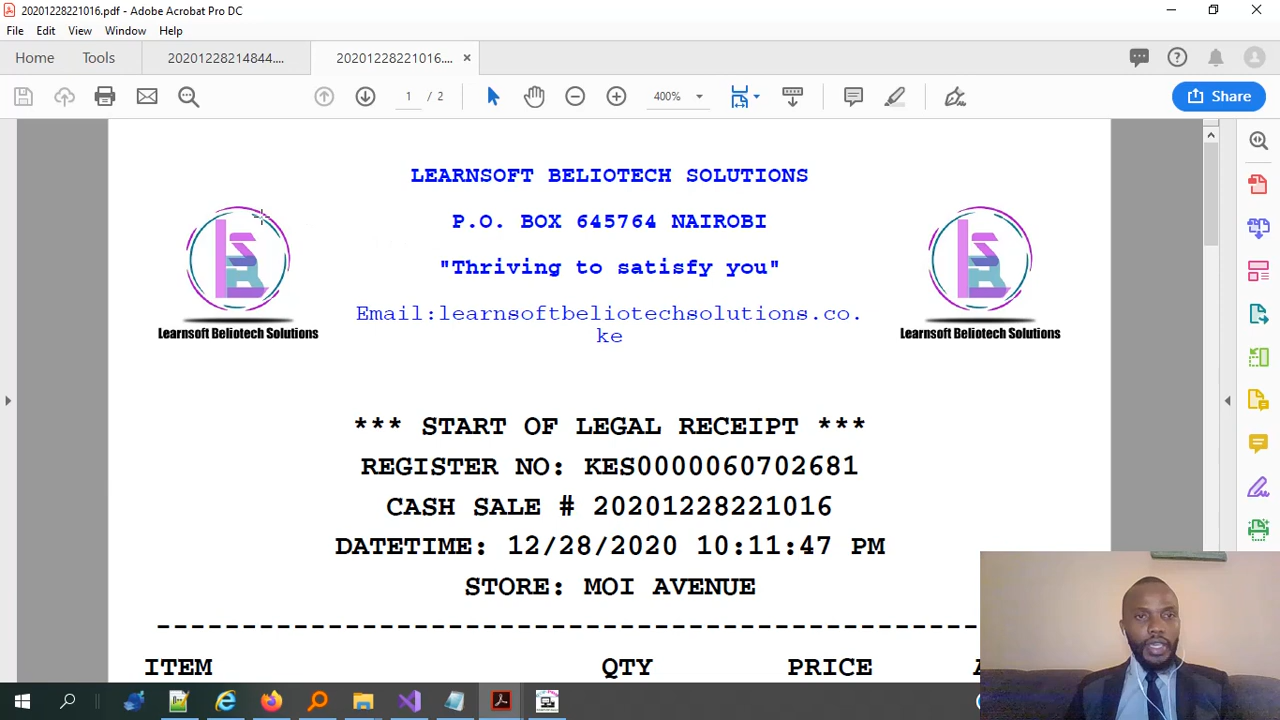 20201228221016.pdf - Adobe Acrobat Pro DC
File Edit View Window Help
Home Tools 20201228214844.... 20201228221016.... ×
1 / 2 400% Share
LEARNSOFT BELIOTECH SOLUTIONS
P.O. BOX 645764 NAIROBI
"Thriving to satisfy you"
Email:learnsoftbeliotechsolutions.co.
ke
Learnsoft Beliotech Solutions
Learnsoft Beliotech Solutions
*** START OF LEGAL RECEIPT ***
REGISTER NO: KES0000060702681
CASH SALE # 20201228221016
DATETIME: 12/28/2020 10:11:47 PM
STORE: MOI AVENUE
ITEM QTY PRICE